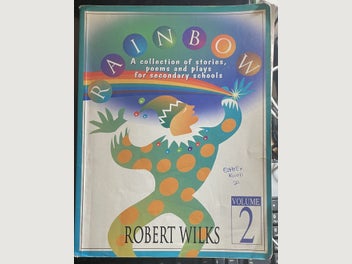 RAINBOW
A collection of stories,
poems and plays
for secondary schools
VOLUME
2
ROBERT WILKS